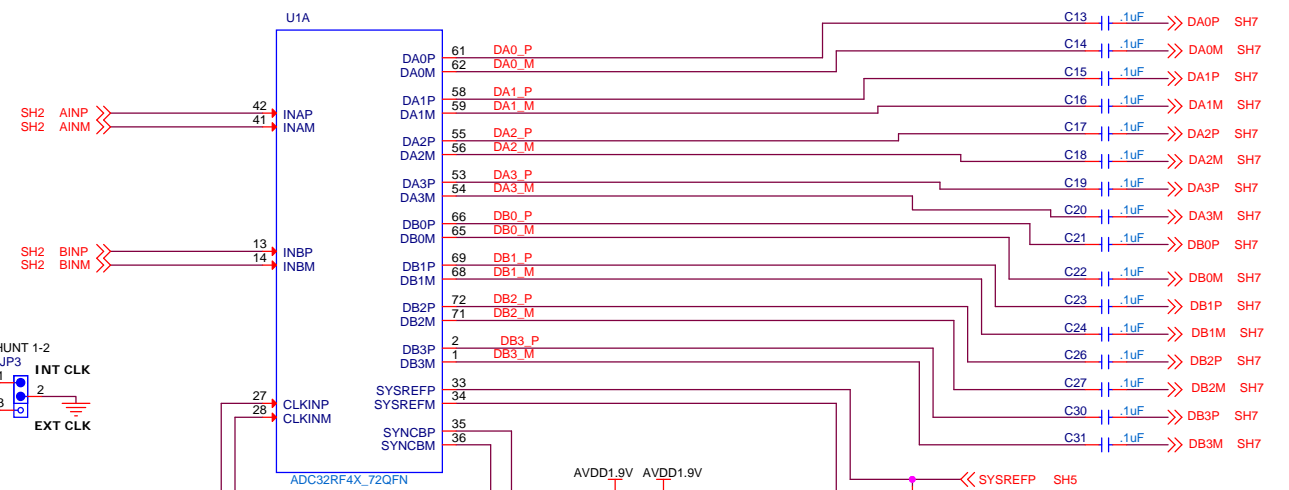 U1A
C13 .1uF DA0P SH7
61 DA0_P C14 .1uF DA0M SH7
DA0P
62 DA0_M
DA0M
C15 .1uF DA1P SH7
58 DA1_P
DA1P
C16 .1uF DA1M SH7
59 DA1_M
DA1M
SH2 AINP 42 INAP
SH2 AINM 41 INAM
C17 .1uF DA2P SH7
55 DA2_P
DA2P
56 DA2_M
DA2M
C18 .1uF DA2M SH7
53 DA3_P
DA3P
C19 .1uF DA3P SH7
54 DA3_M
DA3M
C20 .1uF DA3M SH7
66 DB0_P
DB0P
65 DB0_M
DB0M
C21 .1uF DB0P SH7
SH2 BINP 13 INBP
SH2 BINM 14 INBM
69 DB1_P
DB1P
68 DB1_M
DB1M
C22 .1uF DB0M SH7
72 DB2_P
DB2P
C23 .1uF DB1P SH7
71 DB2_M
DB2M
C24 .1uF DB1M SH7
2 DB3_P
DB3P
1 DB3_M
DB3M
C26 .1uF DB2P SH7
1-2
JP3
INT CLK
1
2
3
EXT CLK
33
SYSREFP
34
SYSREFM
C27 .1uF DB2M SH7
27 CLKINP
28 CLKINM
C30 .1uF DB3P SH7
35
SYNCBP
36
SYNCBM
C31 .1uF DB3M SH7
ADC32RF4X_72QFN
AVDD1.9V AVDD1.9V
SYSREFP SH5